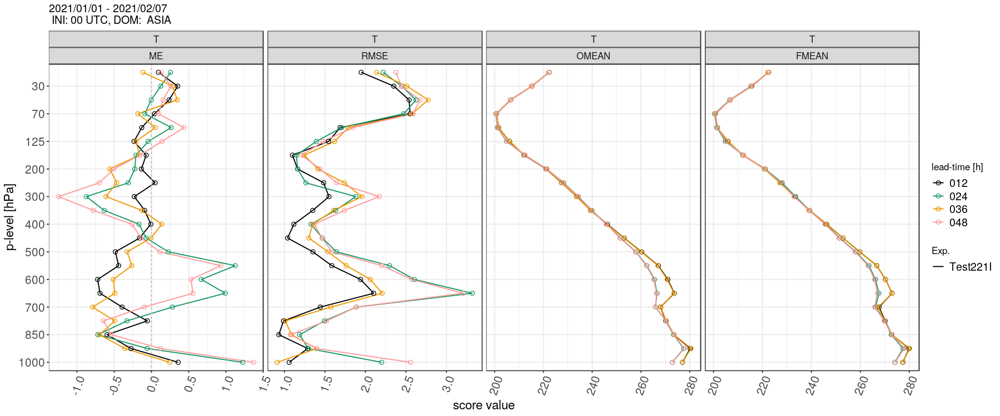 2021/01/01 - 2021/02/07
INI: 00 UTC, DOM: ASIA
T
T
T
T
ME
RMSE
OMEAN
FMEAN
p-level [hPa]
30
70
125
200
300
400
500
600
700
850
1000
-1.0
-0.5
0.0
0.5
1.0
1.5
1.0
1.5
2.0
2.5
3.0
200
220
240
260
280
200
220
240
260
280
score value
lead-time [h]
012
024
036
048
Exp.
Test221I